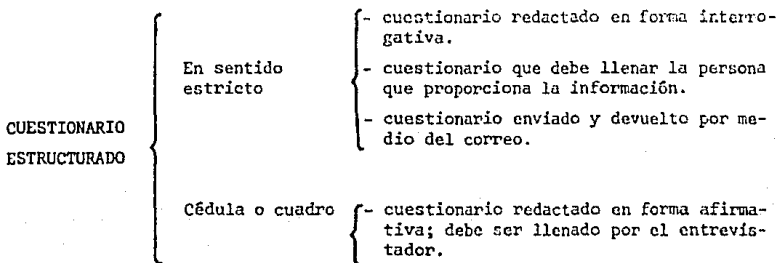 - cuestionario redactado en forma interro-
gativa.
En sentido
estricto
- cuestionario que debe llenar la persona
que proporciona la información.
- cuestionario enviado y devuelto por me-
dio del correo.
CUESTIONARIO
ESTRUCTURADO
Cédula o cuadro
- cuestionario redactado en forma afirma-
tiva; debe ser llenado por el entrevis-
tador.